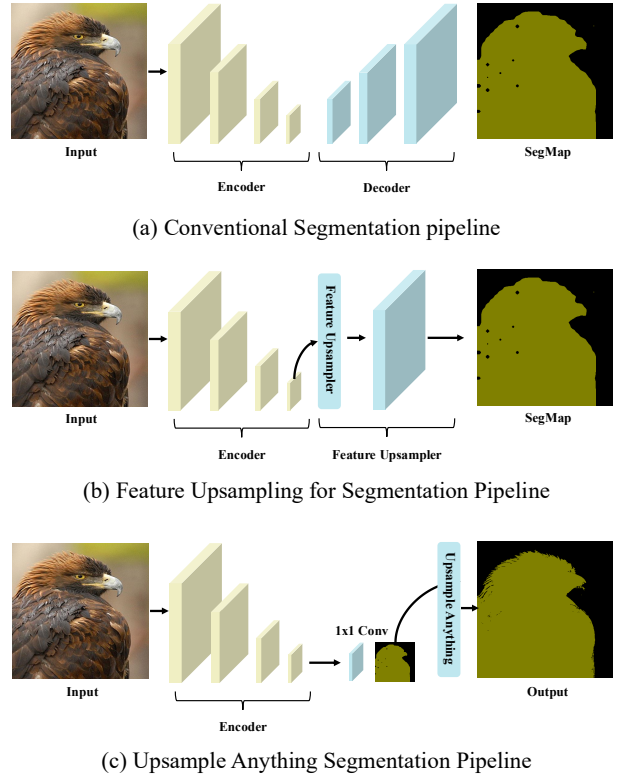 Input
Encoder
Decoder
SegMap
(a) Conventional Segmentation pipeline
Feature Upsampler
Input
Encoder
Feature Upsampler
SegMap
(b) Feature Upsampling for Segmentation Pipeline
1x1 Conv
Upsample Anything
Input
Encoder
Output
(c) Upsample Anything Segmentation Pipeline